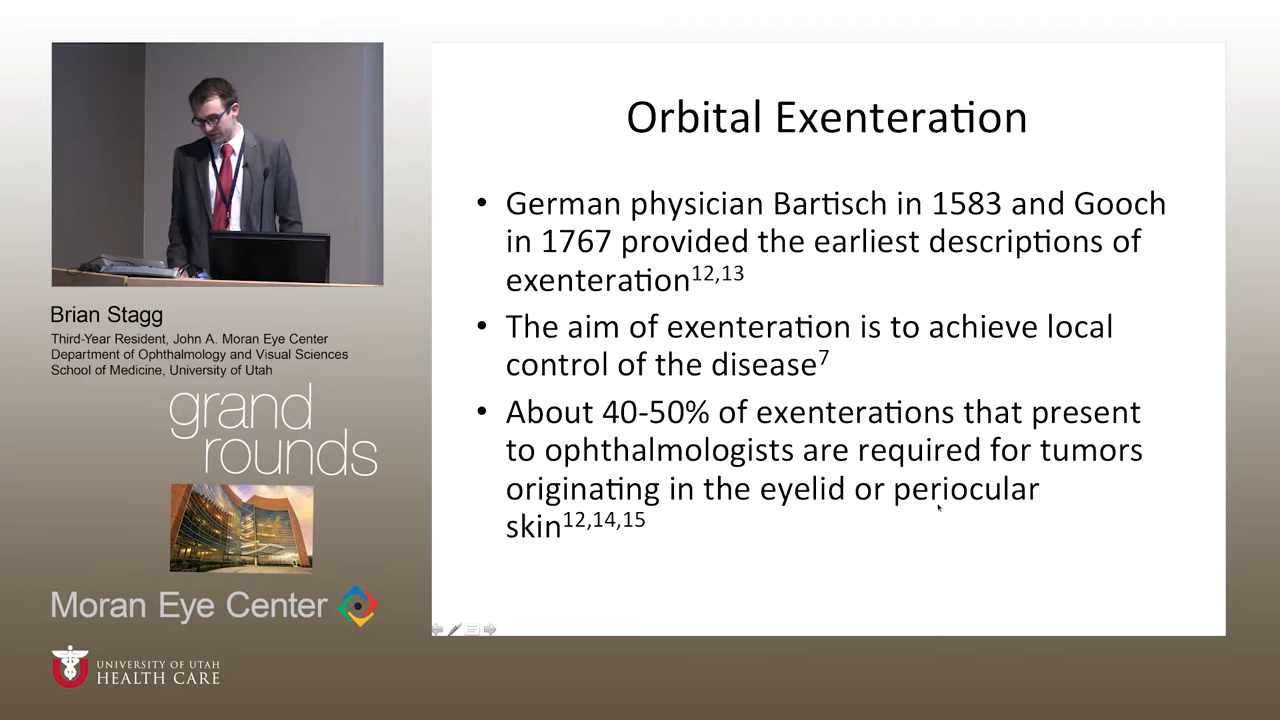 Orbital Exenteration
• German physician Bartisch in 1583 and Gooch
in 1767 provided the earliest descriptions of
exenteration12,13
• The aim of exenteration is to achieve local
control of the disease7
• About 40-50% of exenterations that present
to ophthalmologists are required for tumors
originating in the eyelid or periocular
skin12,14,15
Brian Stagg
Third-Year Resident, John A. Moran Eye Center
Department of Ophthalmology and Visual Sciences
School of Medicine, University of Utah
grand
rounds
Moran Eye Center
UNIVERSITY OF UTAH
HEALTH CARE